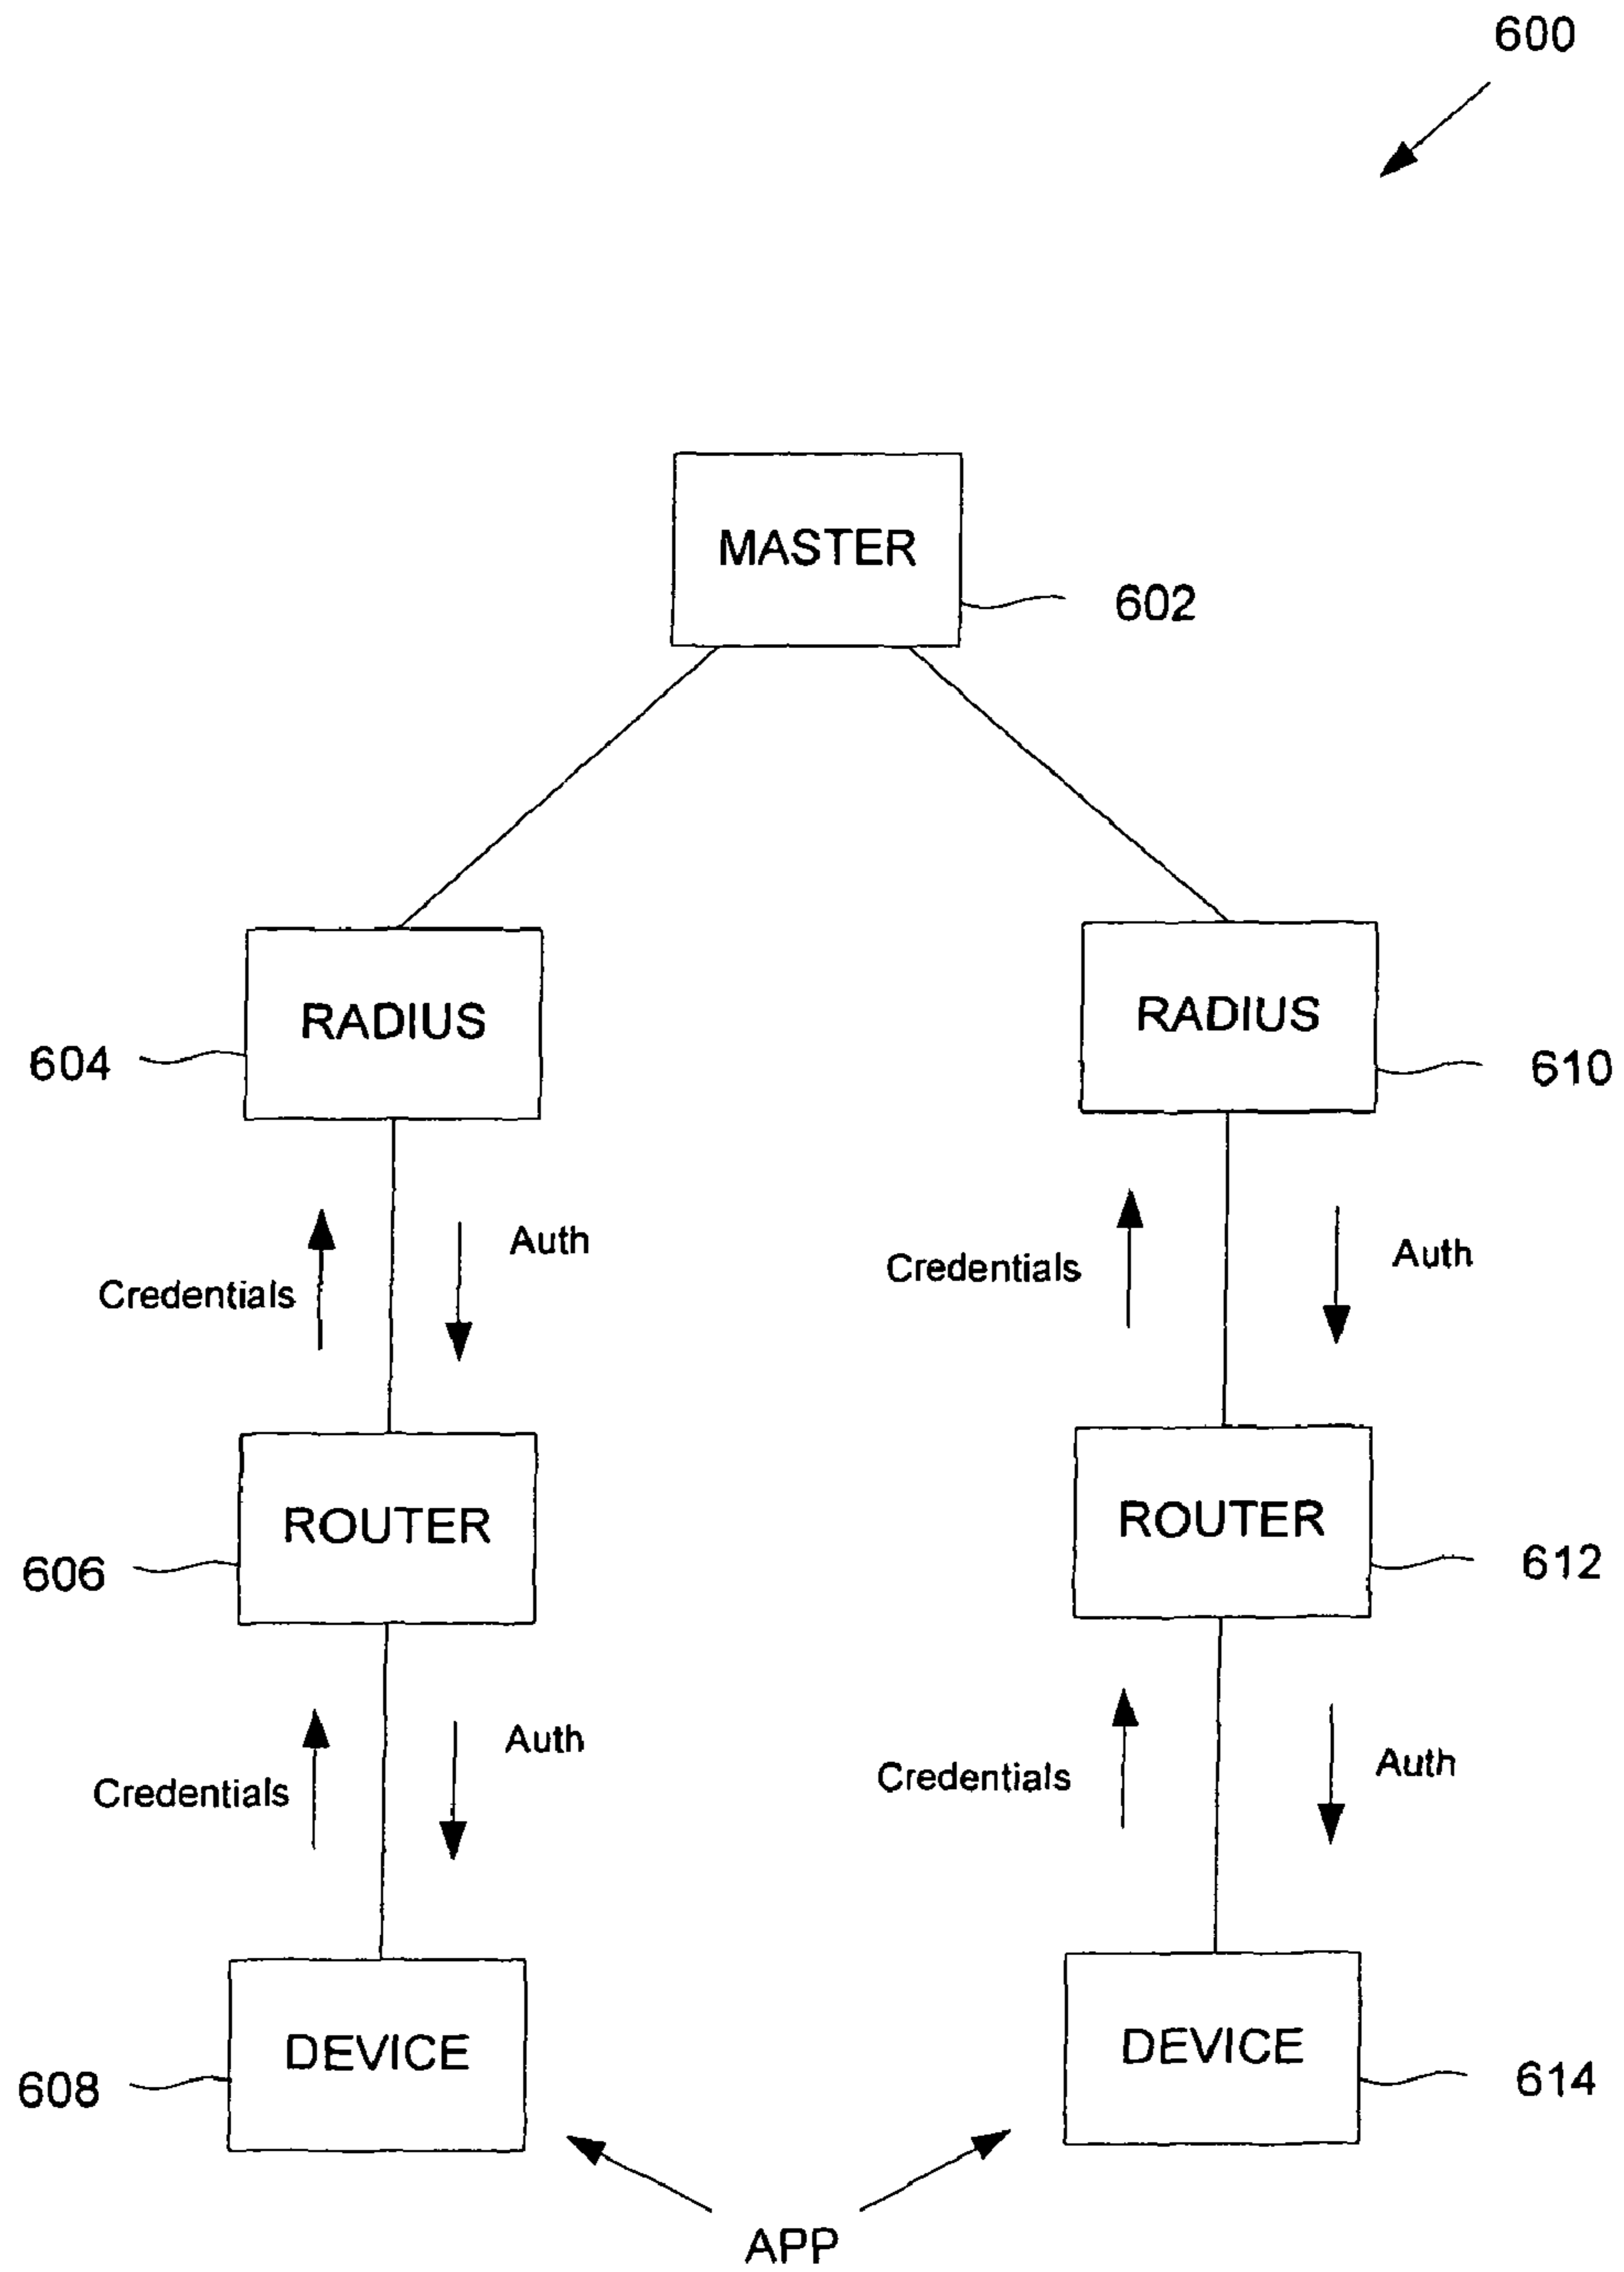 600
MASTER
602
RADIUS
604
RADIUS
610
Credentials
Auth
Credentials
Auth
ROUTER
606
ROUTER
612
Credentials
Auth
Credentials
Auth
DEVICE
608
DEVICE
614
APP